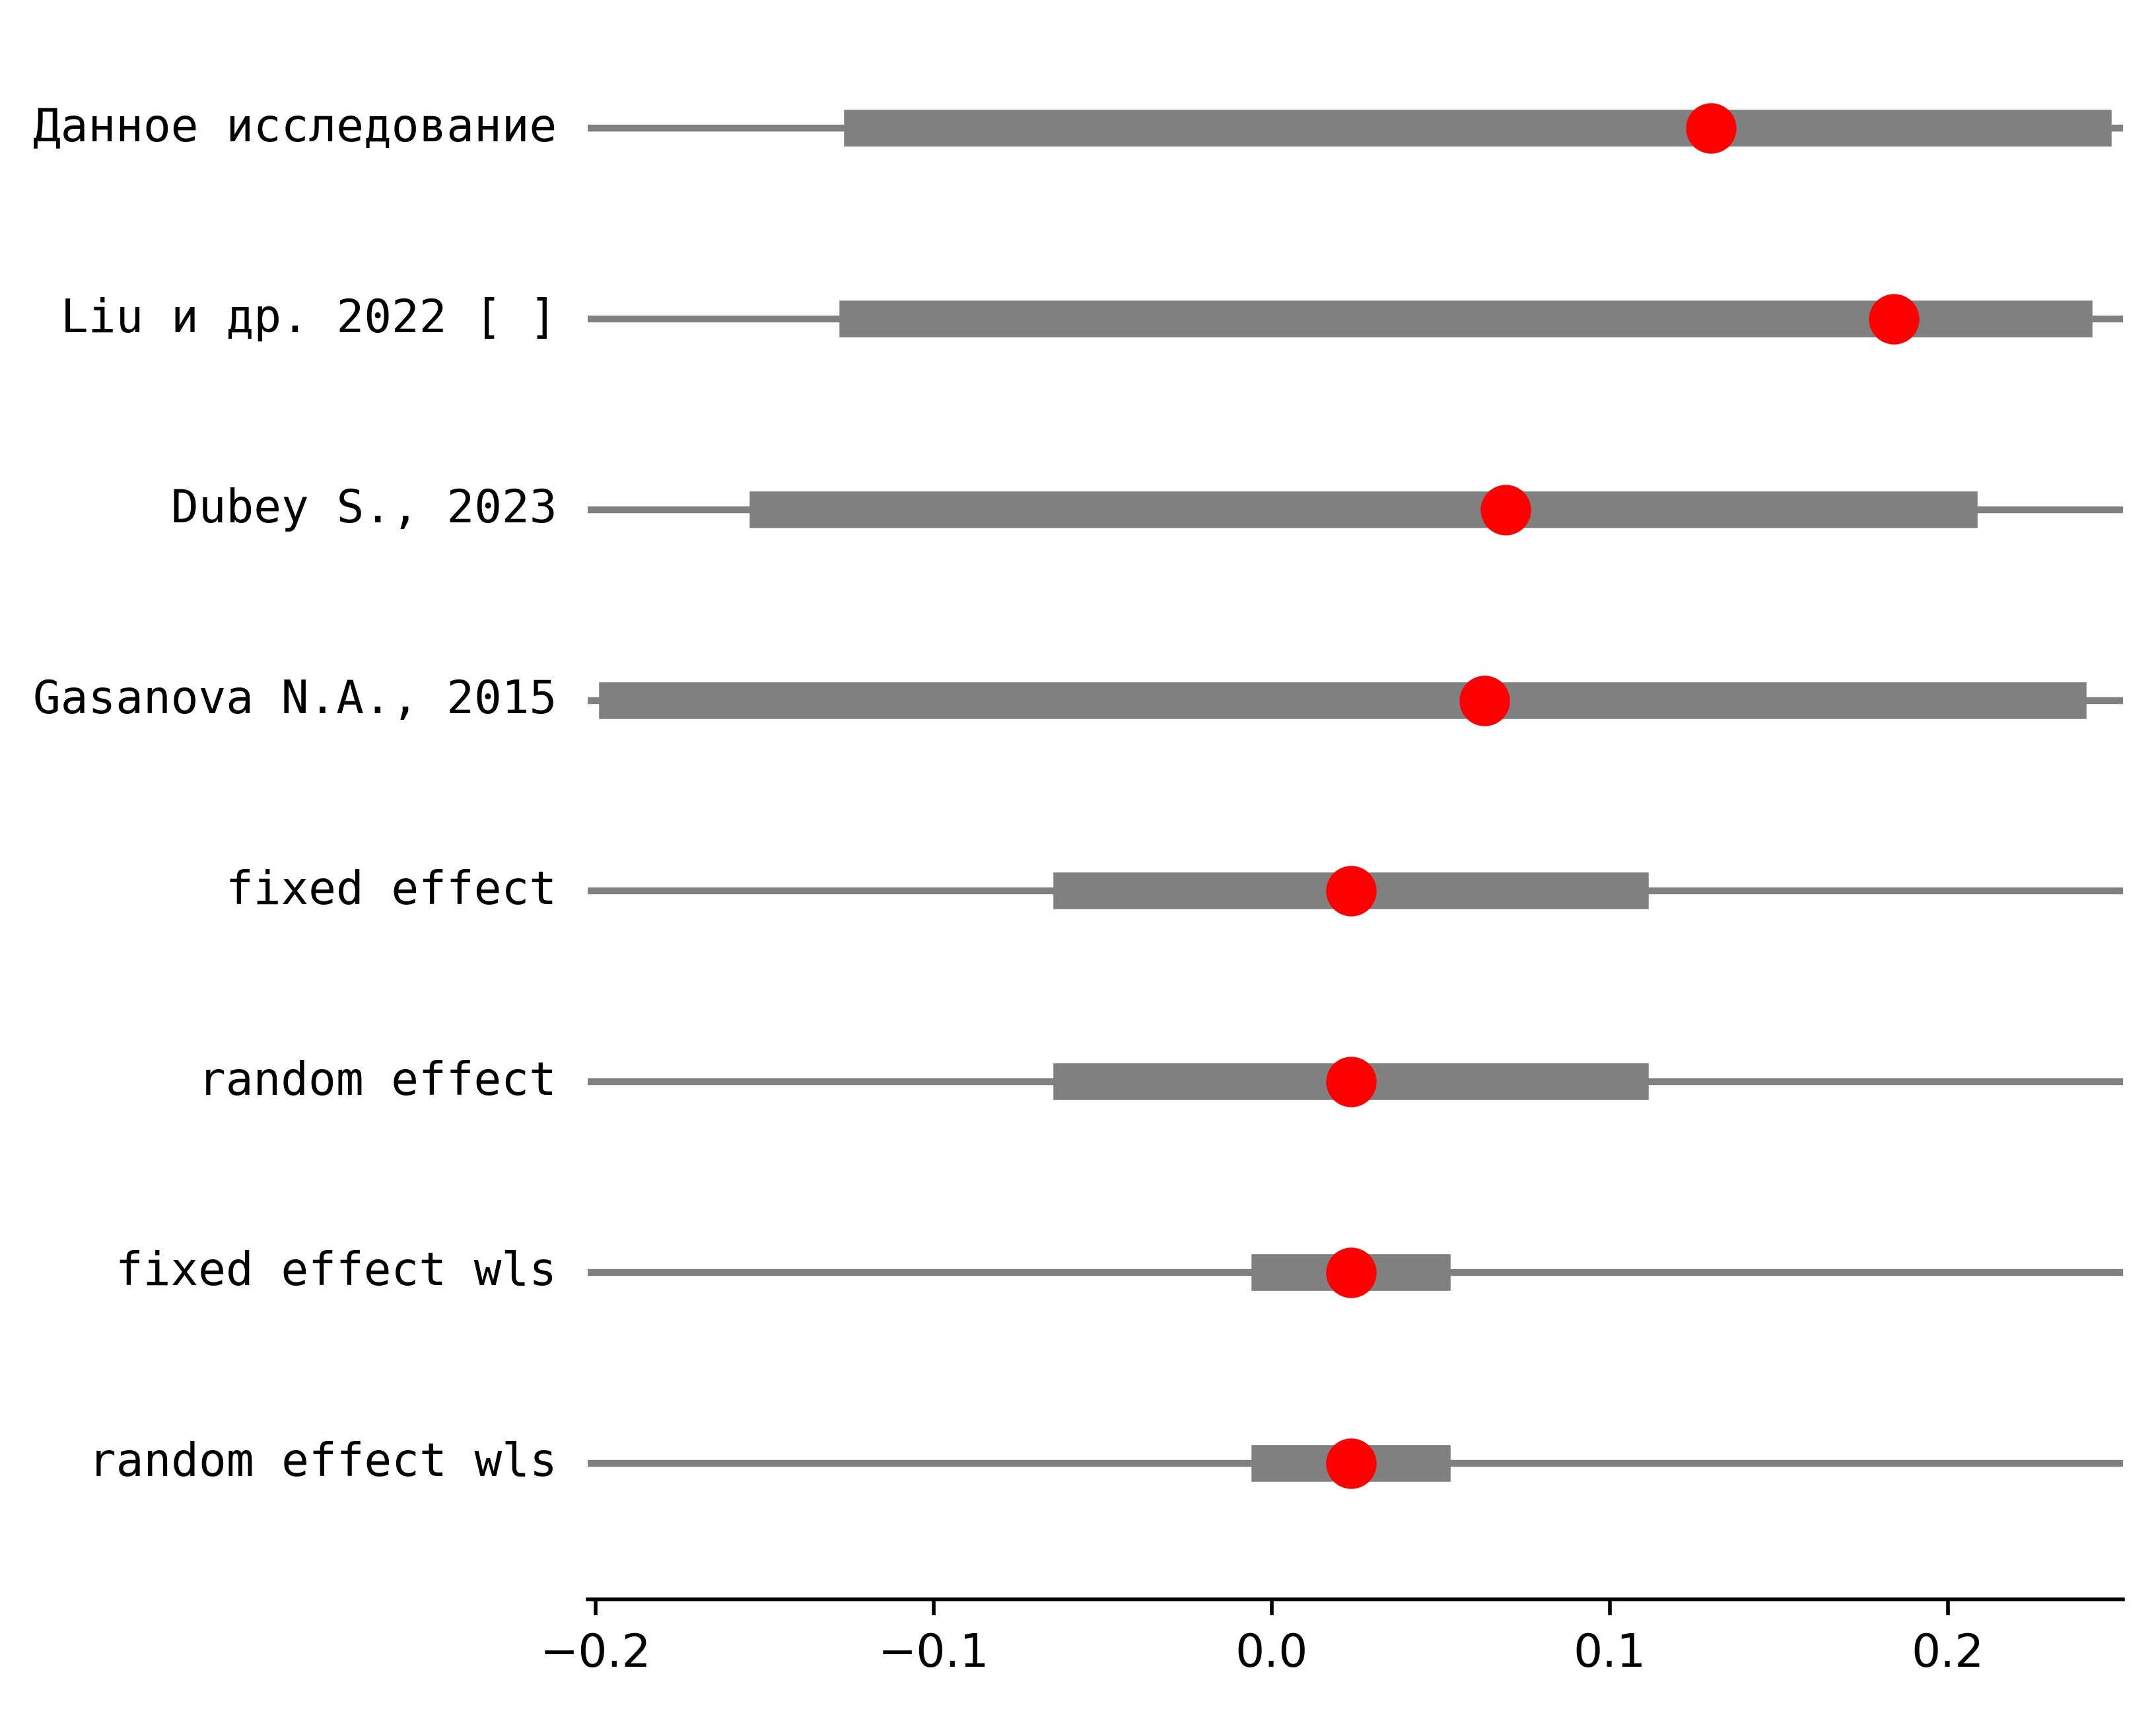 Данное исследование
Liu и др. 2022 [ ]
Dubey S., 2023
Gasanova N.A., 2015
fixed effect
random effect
fixed effect wls
random effect wls
−0.2 −0.1 0.0 0.1 0.2